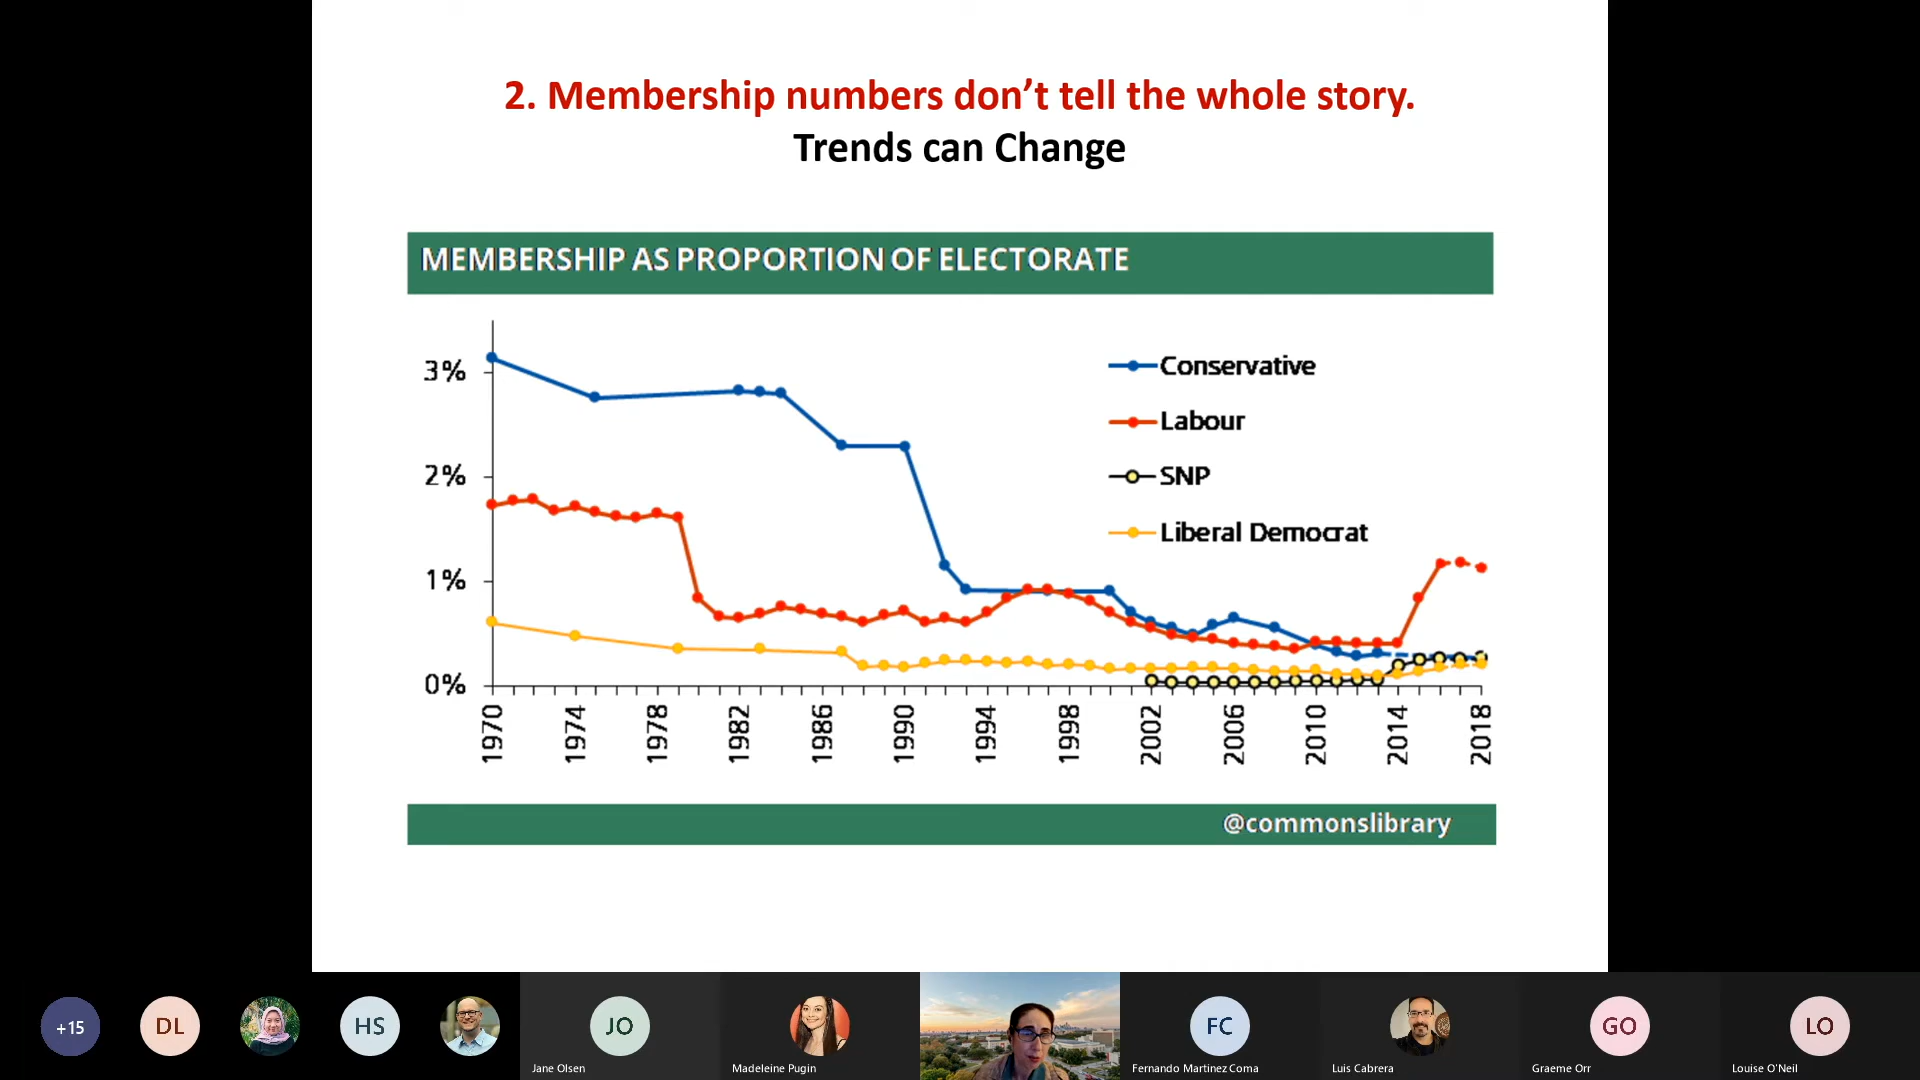 2. Membership numbers don't tell the whole story.
Trends can Change
MEMBERSHIP AS PROPORTION OF ELECTORATE
3%
2%
1%
0%
Conservative
Labour
SNP
Liberal Democrat
1970
1974
1978
1982
1986
1990
1994
1998
2002
2006
2010
2014
2018
@commonslibrary
+15
DL
HS
JO
FC
GO
LO
Jane Olsen
Madeleine Pugin
Fernando Martinez Coma
Luis Cabrera
Graeme Orr
Louise O'Neil